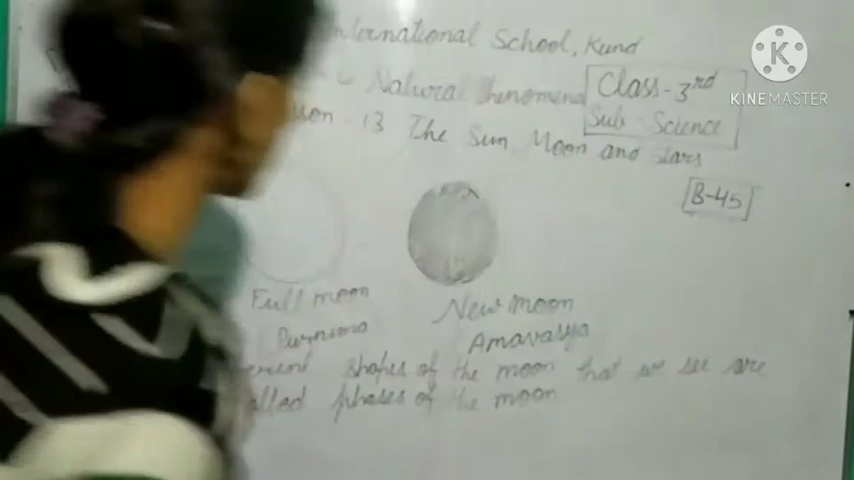 International School, Kund
Natural Phenomena
Class-3rd
Sub - Science
13 The Sun, Moon and stars
B-45
Full moon
Purnima
New moon
Amavasya
shapes of the moon that we see are
phases of the moon
KINEMASTER